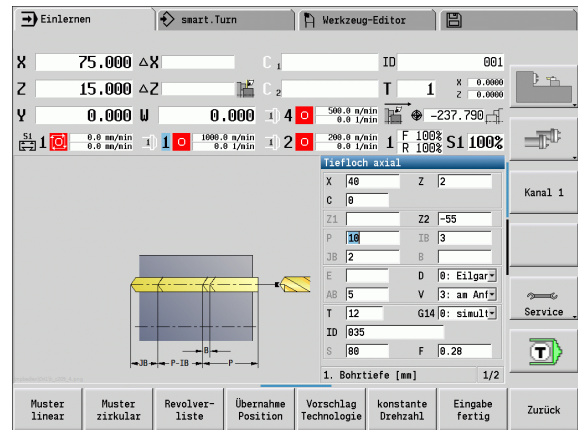 Einlernen smart.Turn Werkzeug-Editor
X 75.000 ΔX C 1 ID 001
Z 15.000 ΔZ C 2 T 1 X 0.0000 Z 0.0000
Y 0.000 W 0.000 4 500.0 m/min 0.0 1/min -237.790
S1 1 0.0 mm/min 0.0 m/min 1 1000.0 m/min 0.0 1/min 2 200.0 m/min 0.0 1/min 1 F 100% R 100% S1 100%
Tiefloch axial
X 40 Z 2
C 0
Z1 Z2 -55
P 10 IB 3
JB 2 B
E D 0: Eilgan
AB 5 V 3: am Anf
T 12 G14 0: simult
ID 035
S 80 F 0.28
1. Bohrtiefe [mm] 1/2
B
JB P-IB P
Kanal 1
Service
T
Muster linear
Muster zirkular
Revolver-liste
Übernahme Position
Vorschlag Technologie
konstante Drehzahl
Eingabe fertig
Zurück